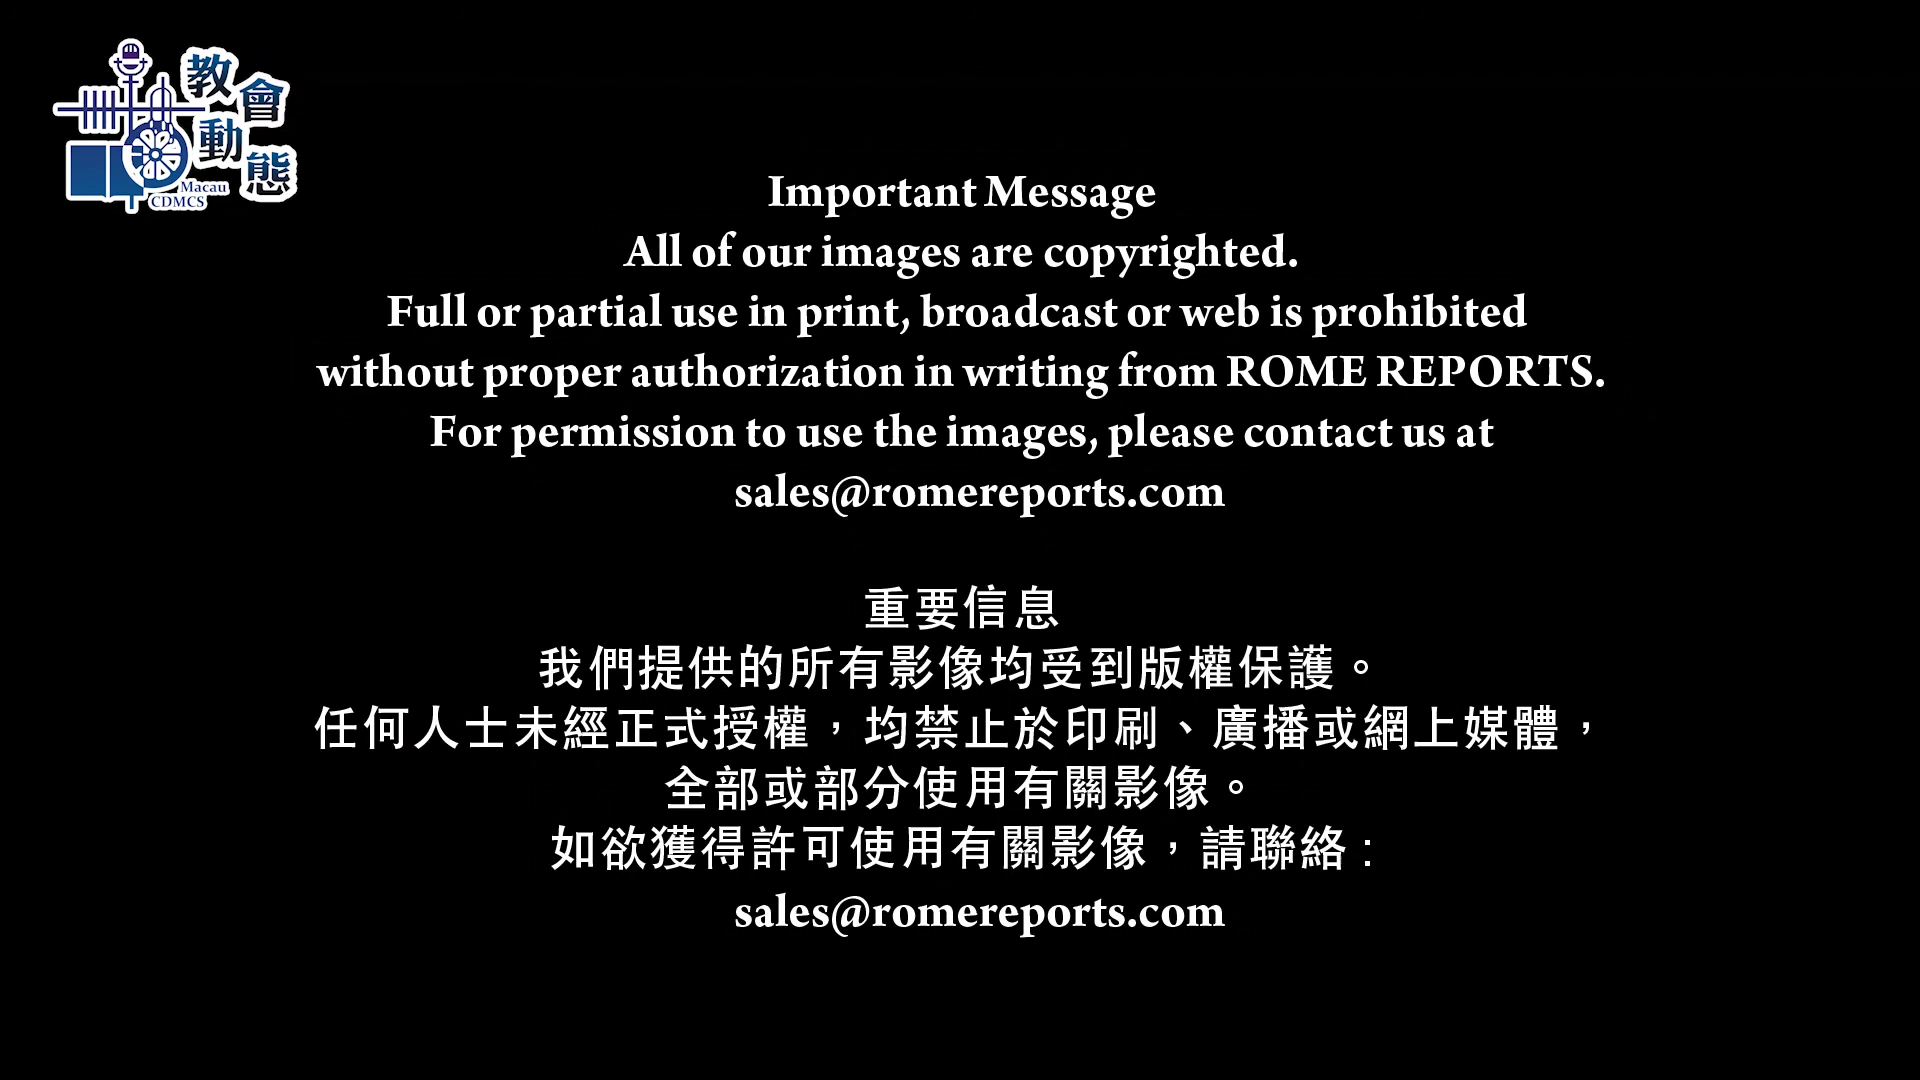 教會動態
Macau
CDMCS
Important Message
All of our images are copyrighted.
Full or partial use in print, broadcast or web is prohibited
without proper authorization in writing from ROME REPORTS.
For permission to use the images, please contact us at
sales@romereports.com
重要信息
我們提供的所有影像均受到版權保護。
任何人士未經正式授權，均禁止於印刷、廣播或網上媒體，
全部或部分使用有關影像。
如欲獲得許可使用有關影像，請聯絡：
sales@romereports.com